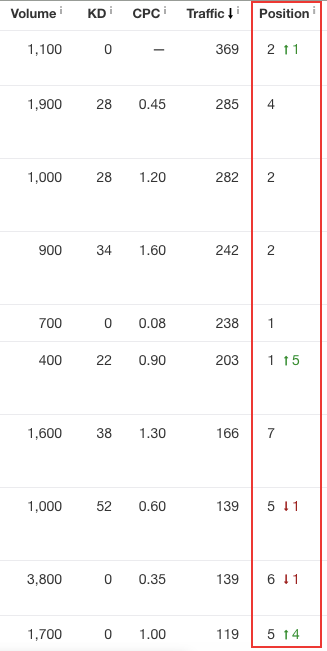 Volume i KD i CPC i Traffic ↓ i Position i
1,100 0 — 369 2 ↑1
1,900 28 0.45 285 4
1,000 28 1.20 282 2
900 34 1.60 242 2
700 0 0.08 238 1
400 22 0.90 203 1 ↑5
1,600 38 1.30 166 7
1,000 52 0.60 139 5 ↓1
3,800 0 0.35 139 6 ↓1
1,700 0 1.00 119 5 ↑4